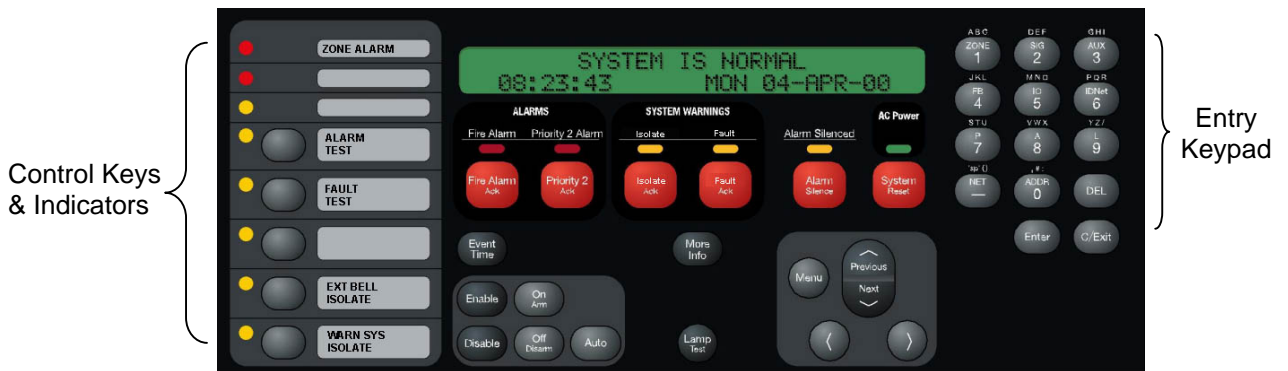 Control Keys
& Indicators
ZONE ALARM
ALARM
TEST
FAULT
TEST
EXT BELL
ISOLATE
WARN SYS
ISOLATE
SYSTEM IS NORMAL
08:23:43 MON 04-APR-00
ALARMS
SYSTEM WARNINGS
AC Power
Fire Alarm Priority 2 Alarm
Isolate Fault
Alarm Silenced
Fire Alarm
Ack
Priority 2
Ack
Isolate
Ack
Fault
Ack
Alarm
Silence
System
Reset
Event
Time
More
Info
Enable
On
Arm
Disable
Off
Disarm
Auto
Lamp
Test
Menu
Previous
Next
ABC DEF GHI
ZONE
1
SIG
2
AUX
3
JKL MNO PQR
FB
4
IO
5
IDNet
6
STU VWX YZ/
P
7
A
8
L
9
'sp' () , # :
NET
—
ADDR
0
DEL
Enter
C/Exit
Entry
Keypad